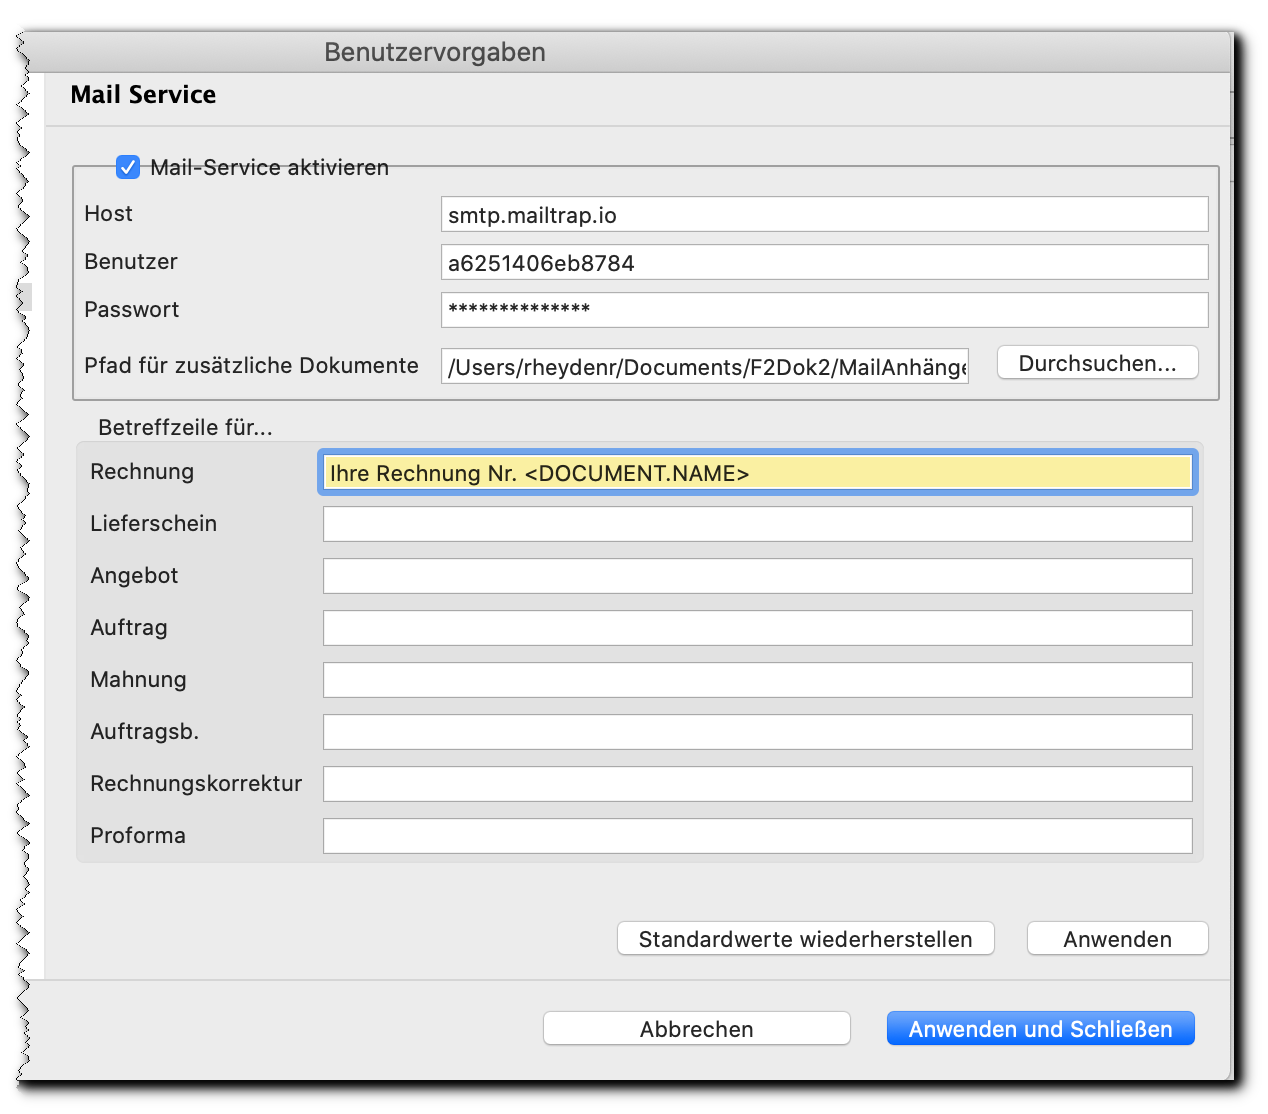 Benutzervorgaben
Mail Service
Mail-Service aktivieren
Host smtp.mailtrap.io
Benutzer a6251406eb8784
Passwort **************
Pfad für zusätzliche Dokumente /Users/rheydenr/Documents/F2Dok2/MailAnhänge Durchsuchen...
Betreffzeile für...
Rechnung Ihre Rechnung Nr. <DOCUMENT.NAME>
Lieferschein
Angebot
Auftrag
Mahnung
Auftragsb.
Rechnungskorrektur
Proforma
Standardwerte wiederherstellen Anwenden
Abbrechen Anwenden und Schließen